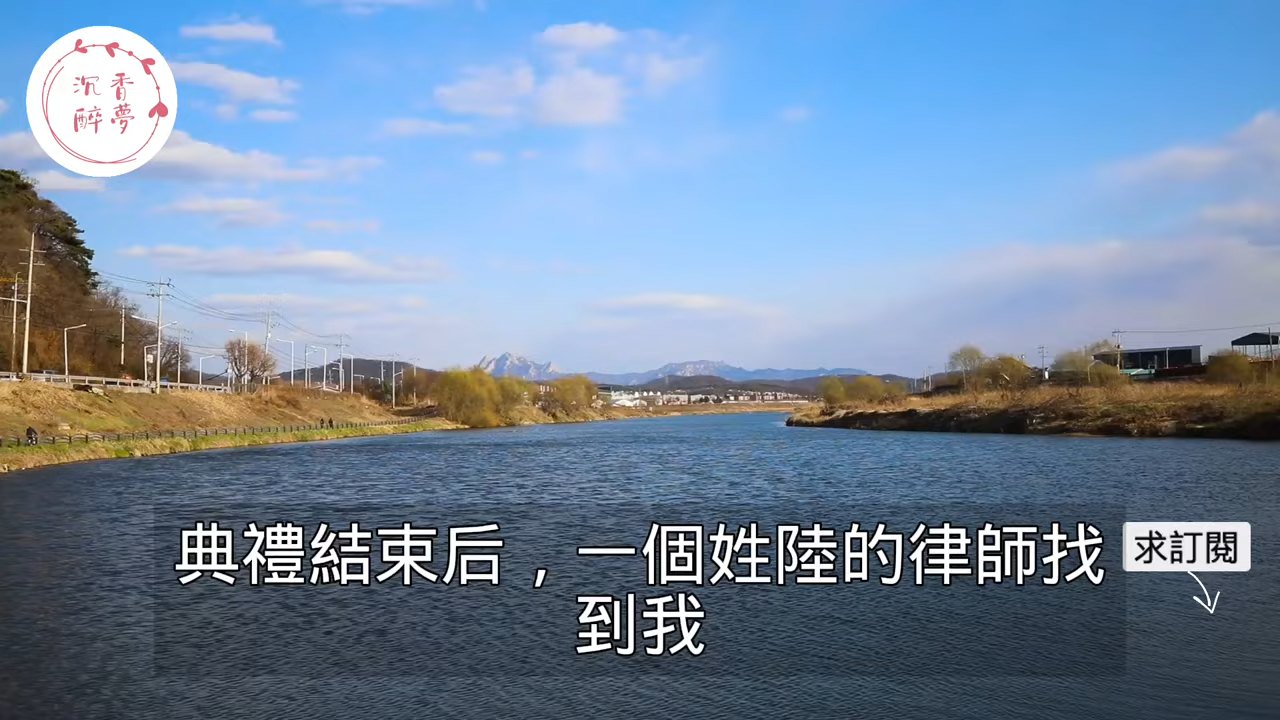 沉香
醉夢
典禮結束后，一個姓陸的律師找
到我
求訂閱